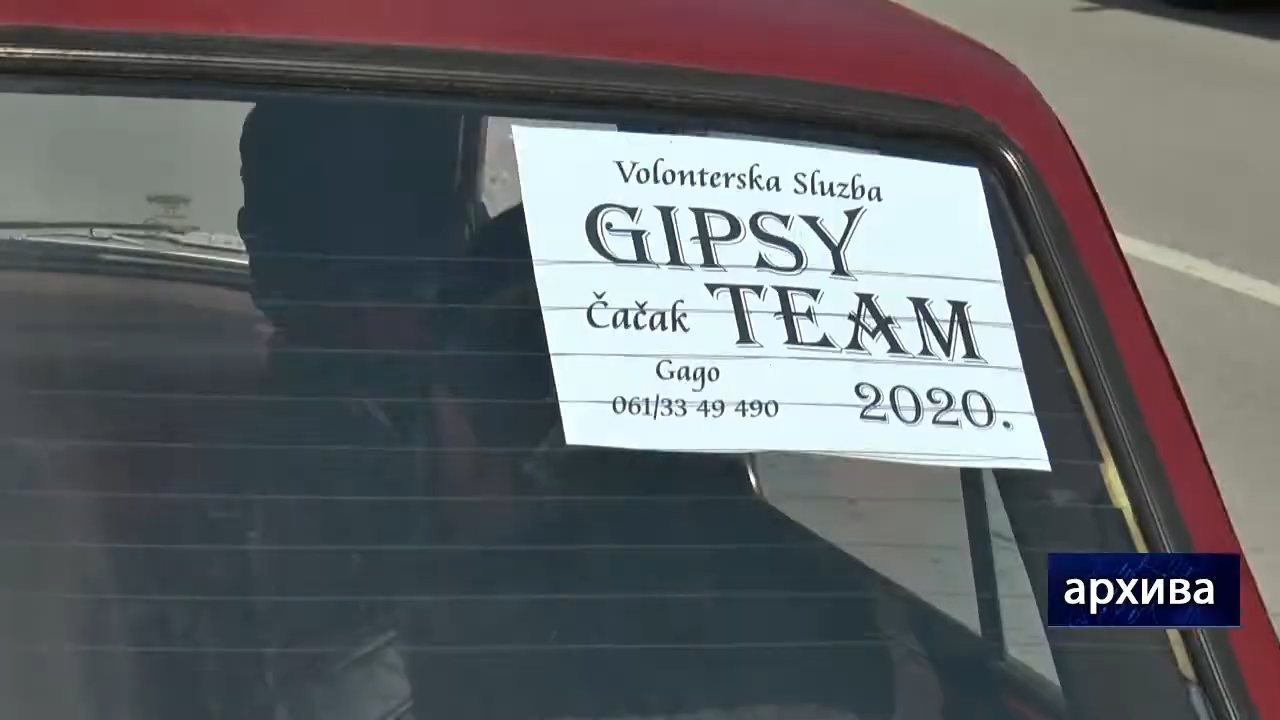 Volonterska Sluzba
GIPSY
Čačak TEAM
Gago
061/33 49 490 2020.
архива